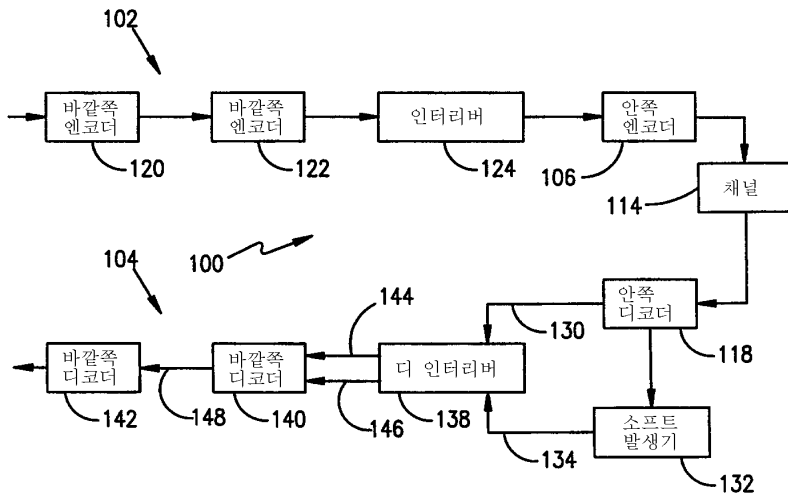 102
바깥쪽
엔코더
120
바깥쪽
엔코더
122
인터리버
124
안쪽
엔코더
106
채널
114
100
104
안쪽
디코더
118
130
144
디 인터리버
138
146
바깥쪽
디코더
140
148
바깥쪽
디코더
142
소프트
발생기
132
134